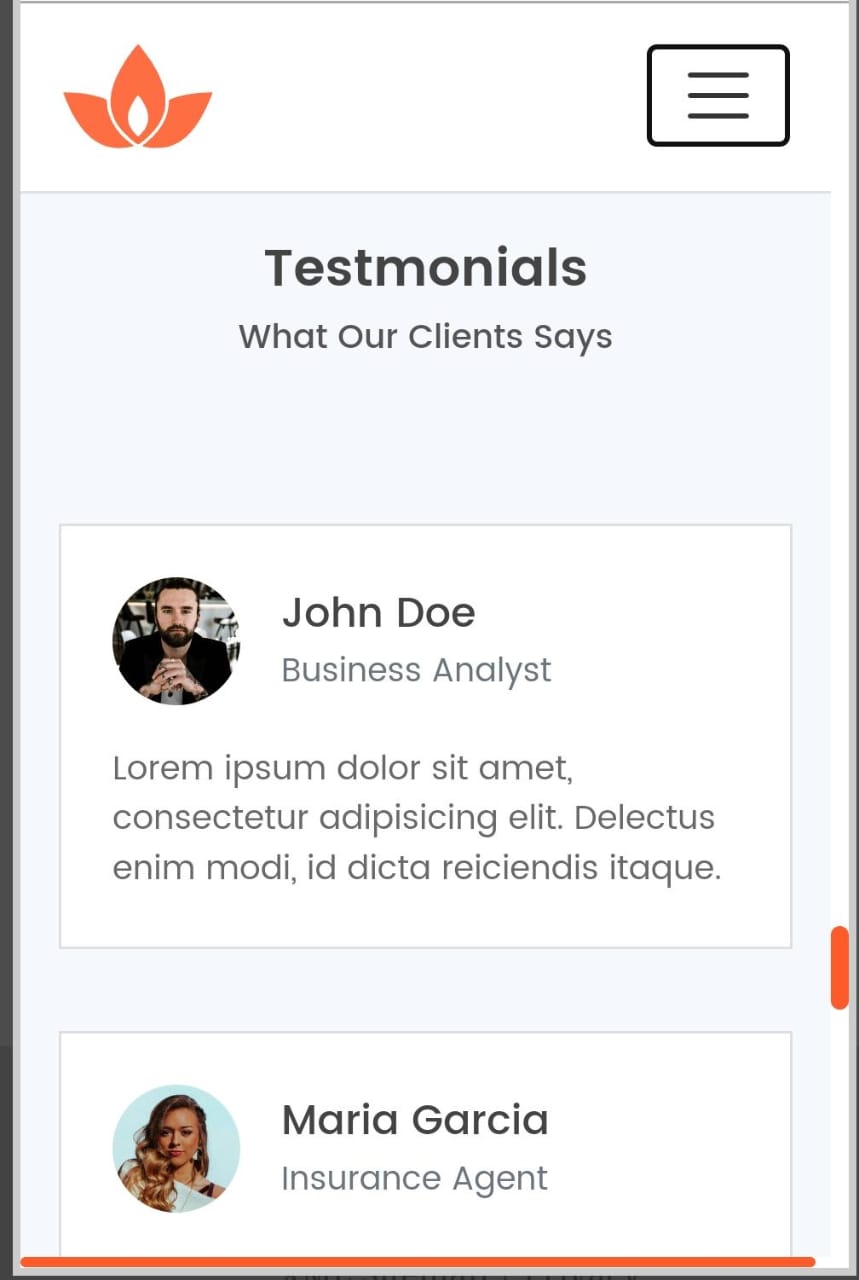 Testmonials
What Our Clients Says
John Doe
Business Analyst
Lorem ipsum dolor sit amet,
consectetur adipisicing elit. Delectus
enim modi, id dicta reiciendis itaque.
Maria Garcia
Insurance Agent